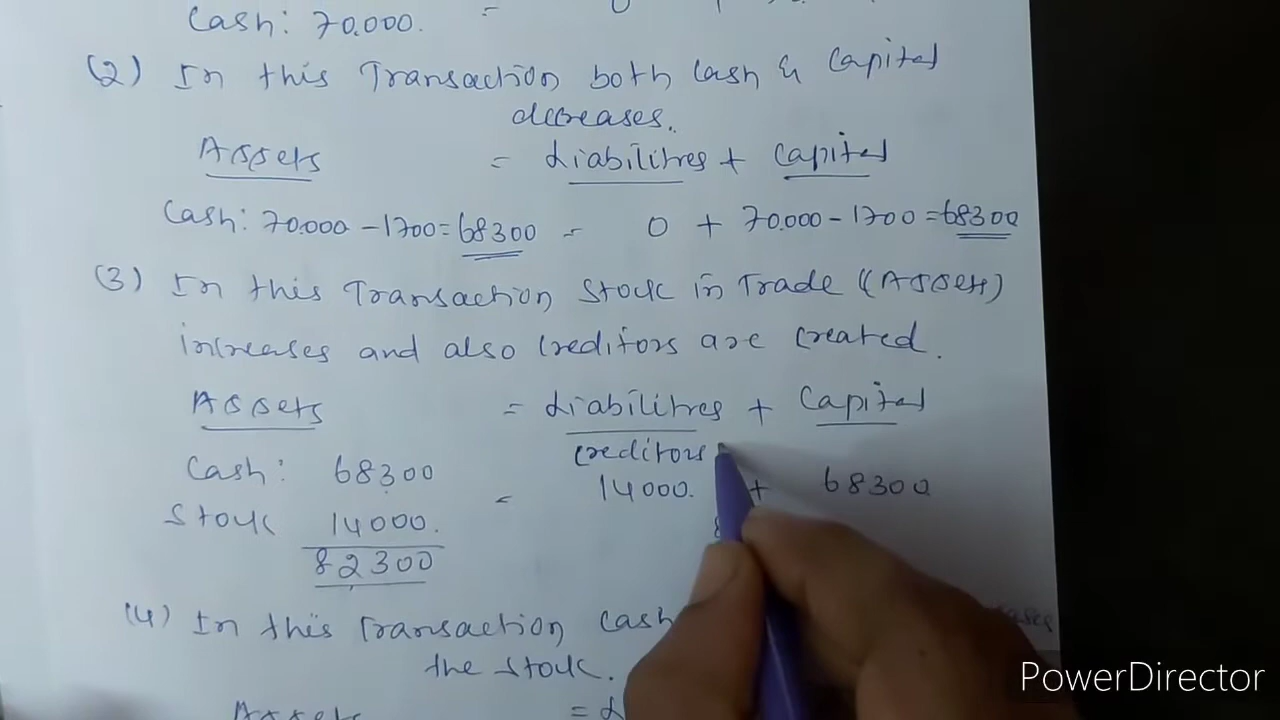 Cash: 70.000. =
(2) In this Transaction both Cash & Capital
decreases.
Assets = Liabilities + Capital
Cash: 70.000 - 1700 = 68300 = 0 + 70.000 - 1700 = 68300
(3) In this Transaction Stock in Trade ((Assets)
increases and also Creditors are created.
Assets = Liabilities + Capital
Creditors
Cash: 68300
= 14000. + 68300
Stock 14000.
82300
(4) In this Transaction Cash
the Stock.
Assets =
PowerDirector